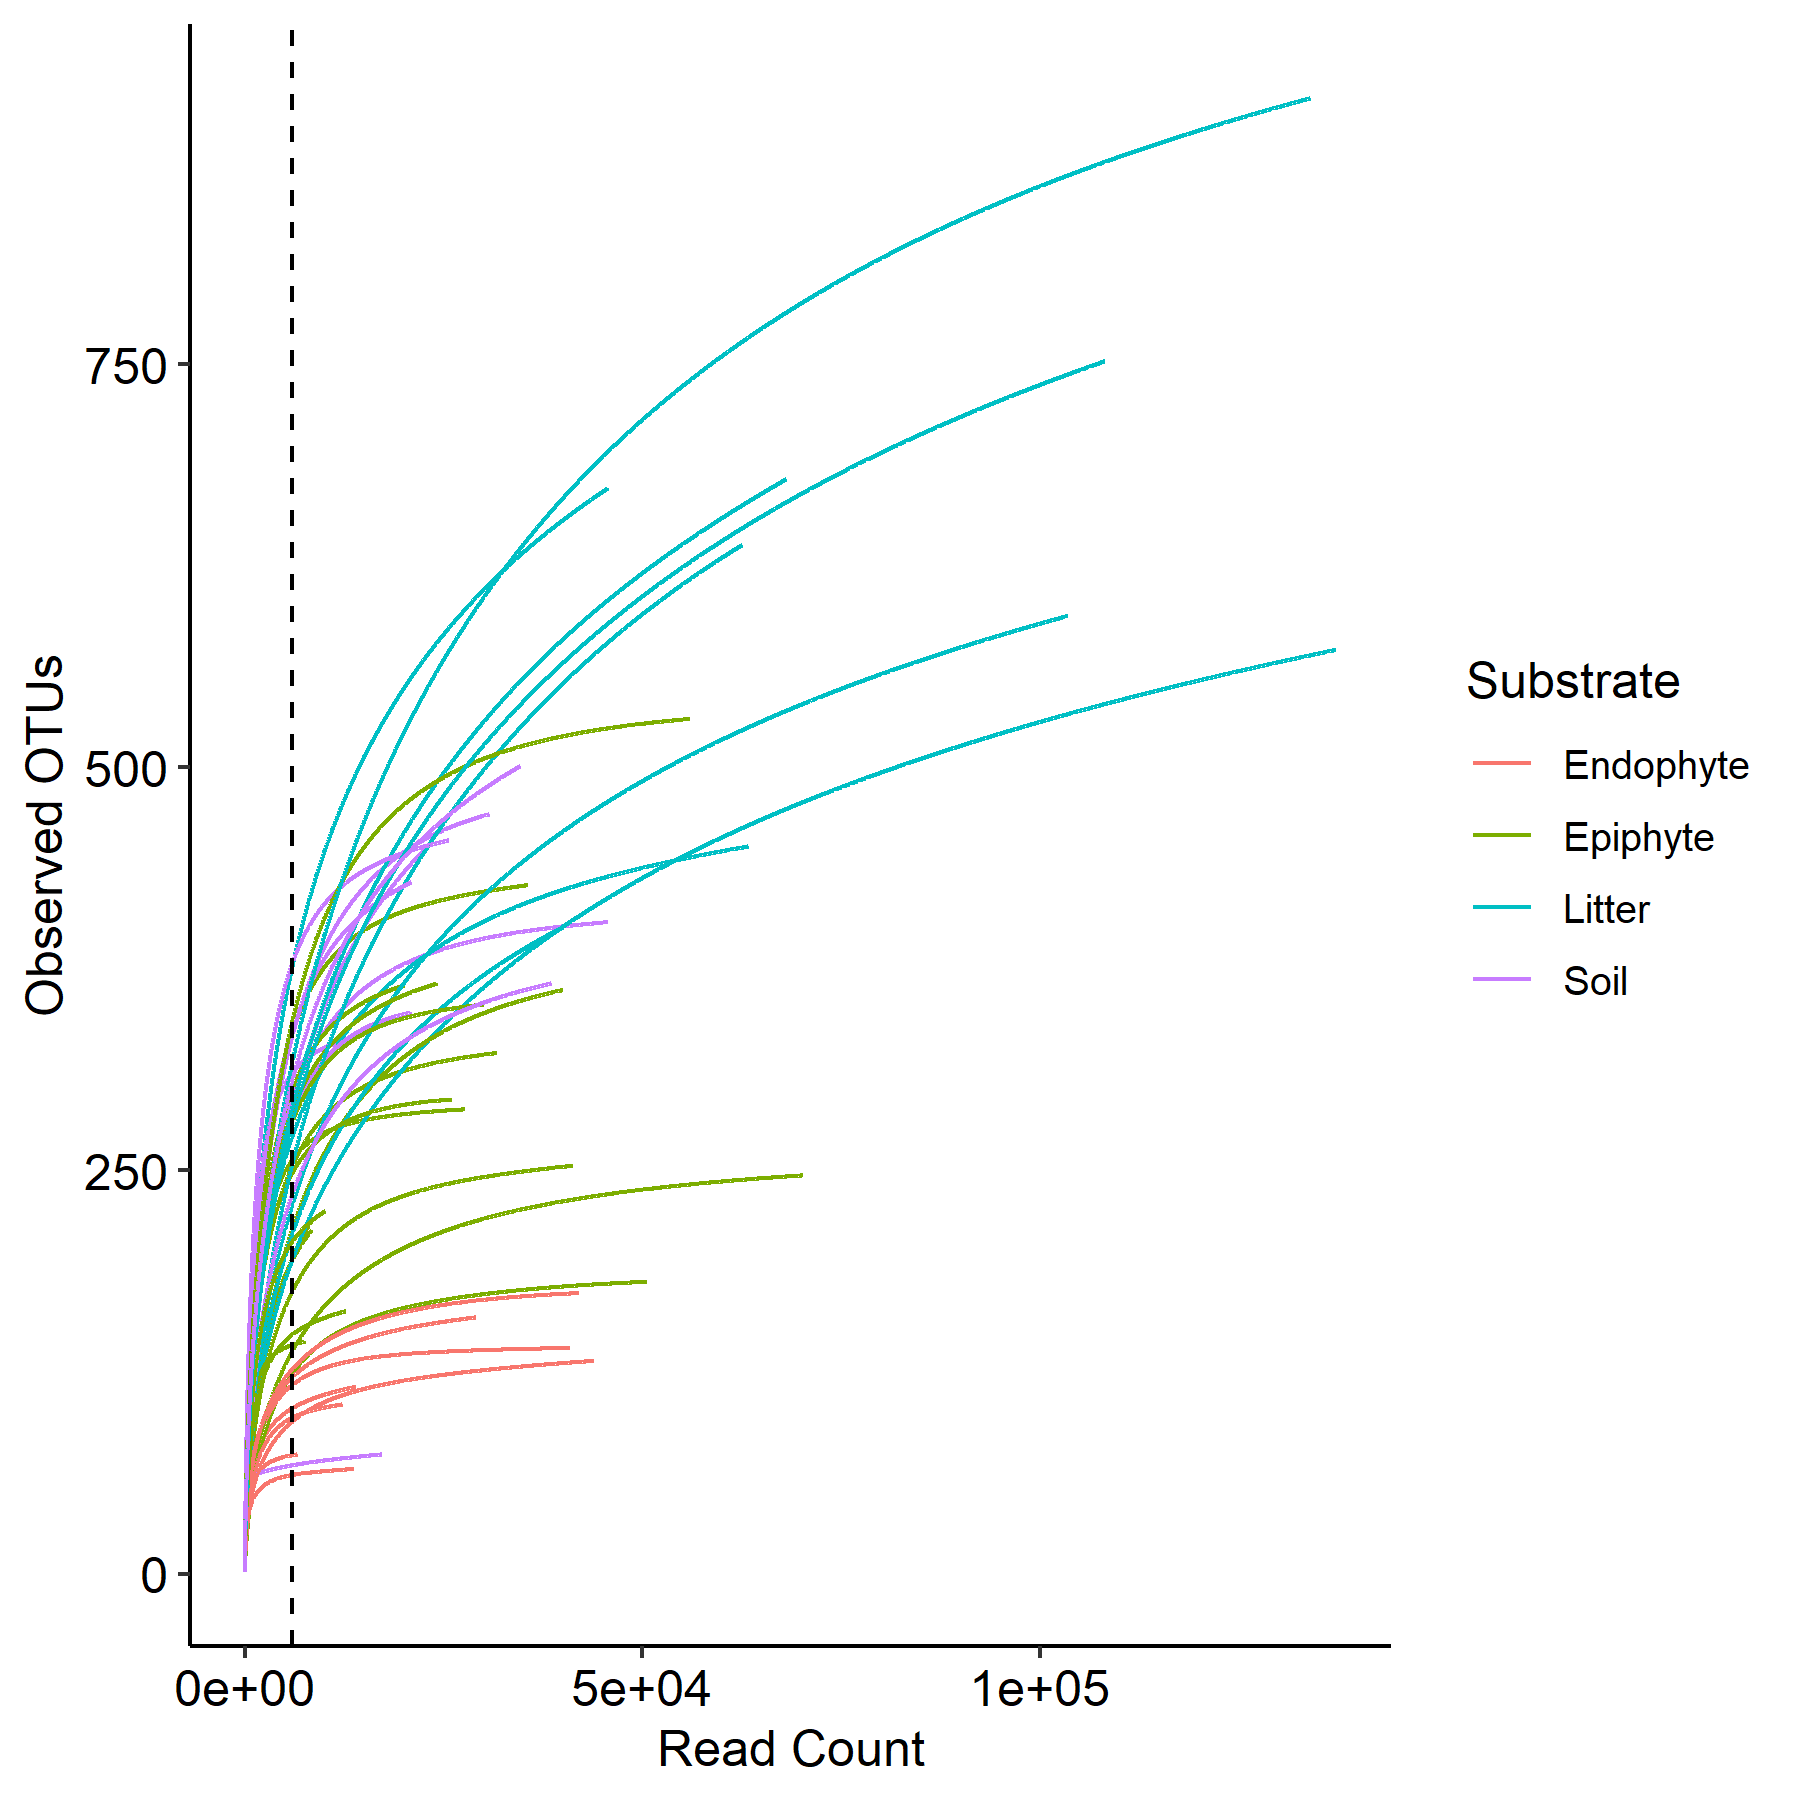 Observed OTUs
750
500
250
0
0e+00
5e+04
1e+05
Read Count
Substrate
Endophyte
Epiphyte
Litter
Soil